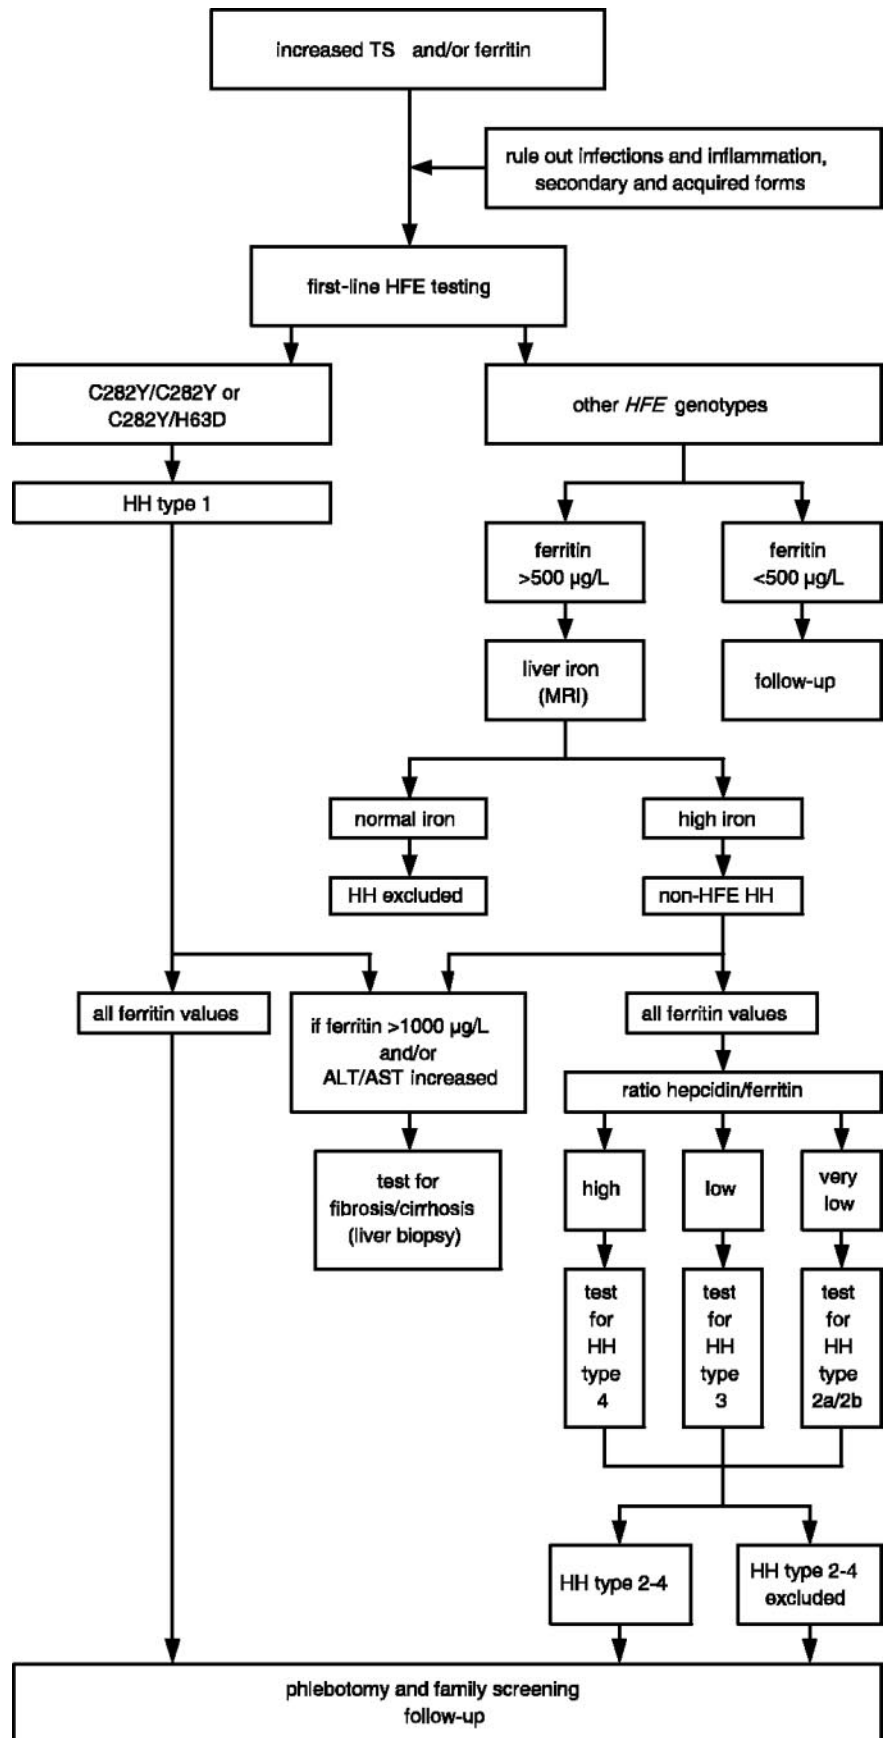 increased TS and/or ferritin
rule out infections and inflammation,
secondary and acquired forms
first-line HFE testing
C282Y/C282Y or
C282Y/H63D
other HFE genotypes
HH type 1
ferritin
>500 µg/L
ferritin
<500 µg/L
liver iron
(MRI)
follow-up
normal iron
high iron
HH excluded
non-HFE HH
all ferritin values
if ferritin >1000 µg/L
and/or
ALT/AST increased
all ferritin values
ratio hepcidin/ferritin
test for
fibrosis/cirrhosis
(liver biopsy)
high
low
very
low
test
for
HH
type
4
test
for
HH
type
3
test
for
HH
type
2a/2b
HH type 2-4
HH type 2-4
excluded
phlebotomy and family screening
follow-up